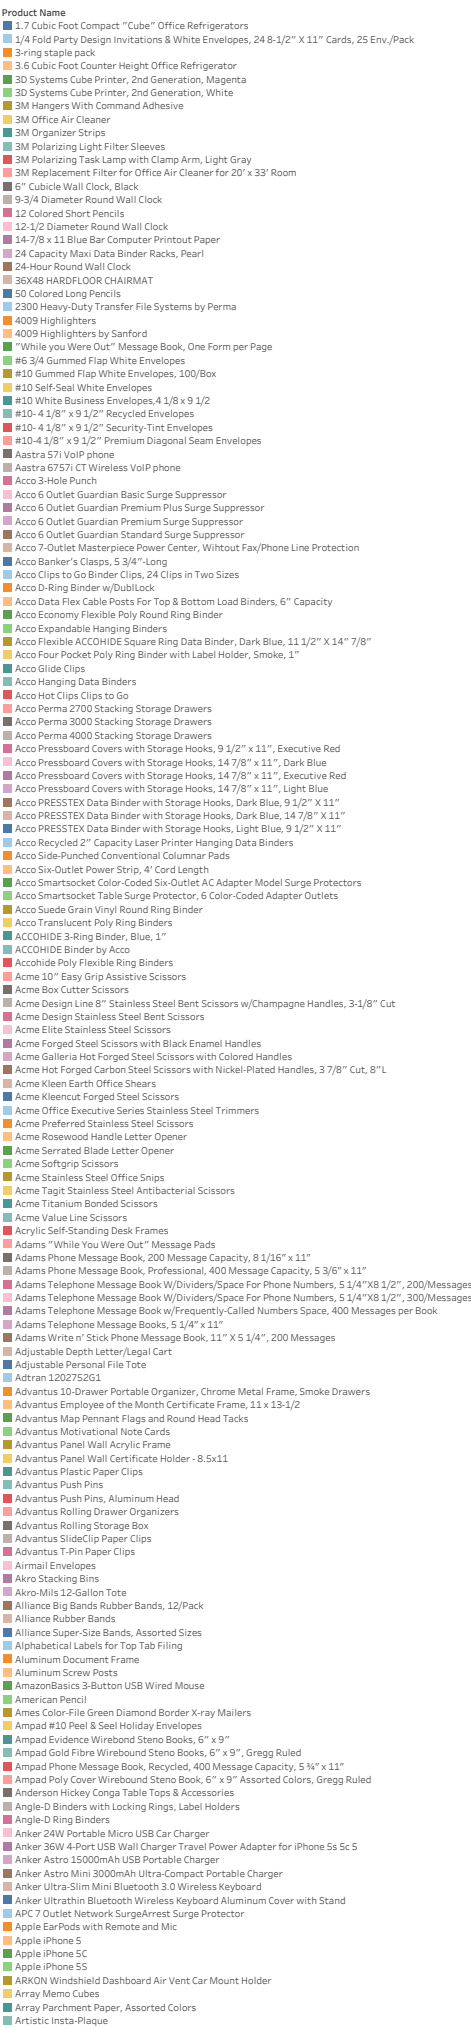 Product Name
1.7 Cubic Foot Compact "Cube" Office Refrigerators
1/4 Fold Party Design Invitations & White Envelopes, 24 8-1/2" X 11" Cards, 25 Env./Pack
3-ring staple pack
3.6 Cubic Foot Counter Height Office Refrigerator
3D Systems Cube Printer, 2nd Generation, Magenta
3D Systems Cube Printer, 2nd Generation, White
3M Hangers With Command Adhesive
3M Office Air Cleaner
3M Organizer Strips
3M Polarizing Light Filter Sleeves
3M Polarizing Task Lamp with Clamp Arm, Light Gray
3M Replacement Filter for Office Air Cleaner for 20' x 33' Room
6" Cubicle Wall Clock, Black
9-3/4 Diameter Round Wall Clock
12 Colored Short Pencils
12-1/2 Diameter Round Wall Clock
14-7/8 x 11 Blue Bar Computer Printout Paper
24 Capacity Maxi Data Binder Racks, Pearl
24-Hour Round Wall Clock
36X48 HARDFLOOR CHAIRMAT
50 Colored Long Pencils
2300 Heavy-Duty Transfer File Systems by Perma
4009 Highlighters
4009 Highlighters by Sanford
"While you Were Out" Message Book, One Form per Page
#6 3/4 Gummed Flap White Envelopes
#10 Gummed Flap White Envelopes, 100/Box
#10 Self-Seal White Envelopes
#10 White Business Envelopes,4 1/8 x 9 1/2
#10- 4 1/8" x 9 1/2" Recycled Envelopes
#10- 4 1/8" x 9 1/2" Security-Tint Envelopes
#10-4 1/8" x 9 1/2" Premium Diagonal Seam Envelopes
Aastra 57i VoIP phone
Aastra 6757i CT Wireless VoIP phone
Acco 3-Hole Punch
Acco 6 Outlet Guardian Basic Surge Suppressor
Acco 6 Outlet Guardian Premium Plus Surge Suppressor
Acco 6 Outlet Guardian Premium Surge Suppressor
Acco 6 Outlet Guardian Standard Surge Suppressor
Acco 7-Outlet Masterpiece Power Center, Wihtout Fax/Phone Line Protection
Acco Banker's Clasps, 5 3/4"-Long
Acco Clips to Go Binder Clips, 24 Clips in Two Sizes
Acco D-Ring Binder w/DublLock
Acco Data Flex Cable Posts For Top & Bottom Load Binders, 6" Capacity
Acco Economy Flexible Poly Round Ring Binder
Acco Expandable Hanging Binders
Acco Flexible ACCOHIDE Square Ring Data Binder, Dark Blue, 11 1/2" X 14" 7/8"
Acco Four Pocket Poly Ring Binder with Label Holder, Smoke, 1"
Acco Glide Clips
Acco Hanging Data Binders
Acco Hot Clips Clips to Go
Acco Perma 2700 Stacking Storage Drawers
Acco Perma 3000 Stacking Storage Drawers
Acco Perma 4000 Stacking Storage Drawers
Acco Pressboard Covers with Storage Hooks, 9 1/2" x 11", Executive Red
Acco Pressboard Covers with Storage Hooks, 14 7/8" x 11", Dark Blue
Acco Pressboard Covers with Storage Hooks, 14 7/8" x 11", Executive Red
Acco Pressboard Covers with Storage Hooks, 14 7/8" x 11", Light Blue
Acco PRESSTEX Data Binder with Storage Hooks, Dark Blue, 9 1/2" X 11"
Acco PRESSTEX Data Binder with Storage Hooks, Dark Blue, 14 7/8" X 11"
Acco PRESSTEX Data Binder with Storage Hooks, Light Blue, 9 1/2" X 11"
Acco Recycled 2" Capacity Laser Printer Hanging Data Binders
Acco Side-Punched Conventional Columnar Pads
Acco Six-Outlet Power Strip, 4' Cord Length
Acco Smartsocket Color-Coded Six-Outlet AC Adapter Model Surge Protectors
Acco Smartsocket Table Surge Protector, 6 Color-Coded Adapter Outlets
Acco Suede Grain Vinyl Round Ring Binder
Acco Translucent Poly Ring Binders
ACCOHIDE 3-Ring Binder, Blue, 1"
ACCOHIDE Binder by Acco
Accohide Poly Flexible Ring Binders
Acme 10" Easy Grip Assistive Scissors
Acme Box Cutter Scissors
Acme Design Line 8" Stainless Steel Bent Scissors w/Champagne Handles, 3-1/8" Cut
Acme Design Stainless Steel Bent Scissors
Acme Elite Stainless Steel Scissors
Acme Forged Steel Scissors with Black Enamel Handles
Acme Galleria Hot Forged Steel Scissors with Colored Handles
Acme Hot Forged Carbon Steel Scissors with Nickel-Plated Handles, 3 7/8" Cut, 8"L
Acme Kleen Earth Office Shears
Acme Kleencut Forged Steel Scissors
Acme Office Executive Series Stainless Steel Trimmers
Acme Preferred Stainless Steel Scissors
Acme Rosewood Handle Letter Opener
Acme Serrated Blade Letter Opener
Acme Softgrip Scissors
Acme Stainless Steel Office Snips
Acme Tagit Stainless Steel Antibacterial Scissors
Acme Titanium Bonded Scissors
Acme Value Line Scissors
Acrylic Self-Standing Desk Frames
Adams "While You Were Out" Message Pads
Adams Phone Message Book, 200 Message Capacity, 8 1/16" x 11"
Adams Phone Message Book, Professional, 400 Message Capacity, 5 3/6" x 11"
Adams Telephone Message Book W/Dividers/Space For Phone Numbers, 5 1/4"X8 1/2", 200/Messages
Adams Telephone Message Book W/Dividers/Space For Phone Numbers, 5 1/4"X8 1/2", 300/Messages
Adams Telephone Message Book w/Frequently-Called Numbers Space, 400 Messages per Book
Adams Telephone Message Books, 5 1/4" x 11"
Adams Write n' Stick Phone Message Book, 11" X 5 1/4", 200 Messages
Adjustable Depth Letter/Legal Cart
Adjustable Personal File Tote
Adtran 1202752G1
Advantus 10-Drawer Portable Organizer, Chrome Metal Frame, Smoke Drawers
Advantus Employee of the Month Certificate Frame, 11 x 13-1/2
Advantus Map Pennant Flags and Round Head Tacks
Advantus Motivational Note Cards
Advantus Panel Wall Acrylic Frame
Advantus Panel Wall Certificate Holder - 8.5x11
Advantus Plastic Paper Clips
Advantus Push Pins
Advantus Push Pins, Aluminum Head
Advantus Rolling Drawer Organizers
Advantus Rolling Storage Box
Advantus SlideClip Paper Clips
Advantus T-Pin Paper Clips
Airmail Envelopes
Akro Stacking Bins
Akro-Mils 12-Gallon Tote
Alliance Big Bands Rubber Bands, 12/Pack
Alliance Rubber Bands
Alliance Super-Size Bands, Assorted Sizes
Alphabetical Labels for Top Tab Filing
Aluminum Document Frame
Aluminum Screw Posts
AmazonBasics 3-Button USB Wired Mouse
American Pencil
Ames Color-File Green Diamond Border X-ray Mailers
Ampad #10 Peel & Seel Holiday Envelopes
Ampad Evidence Wirebond Steno Books, 6" x 9"
Ampad Gold Fibre Wirebound Steno Books, 6" x 9", Gregg Ruled
Ampad Phone Message Book, Recycled, 400 Message Capacity, 5 ¾" x 11"
Ampad Poly Cover Wirebound Steno Book, 6" x 9" Assorted Colors, Gregg Ruled
Anderson Hickey Conga Table Tops & Accessories
Angle-D Binders with Locking Rings, Label Holders
Angle-D Ring Binders
Anker 24W Portable Micro USB Car Charger
Anker 36W 4-Port USB Wall Charger Travel Power Adapter for iPhone 5s 5c 5
Anker Astro 15000mAh USB Portable Charger
Anker Astro Mini 3000mAh Ultra-Compact Portable Charger
Anker Ultra-Slim Mini Bluetooth 3.0 Wireless Keyboard
Anker Ultrathin Bluetooth Wireless Keyboard Aluminum Cover with Stand
APC 7 Outlet Network SurgeArrest Surge Protector
Apple EarPods with Remote and Mic
Apple iPhone 5
Apple iPhone 5C
Apple iPhone 5S
ARKON Windshield Dashboard Air Vent Car Mount Holder
Array Memo Cubes
Array Parchment Paper, Assorted Colors
Artistic Insta-Plaque